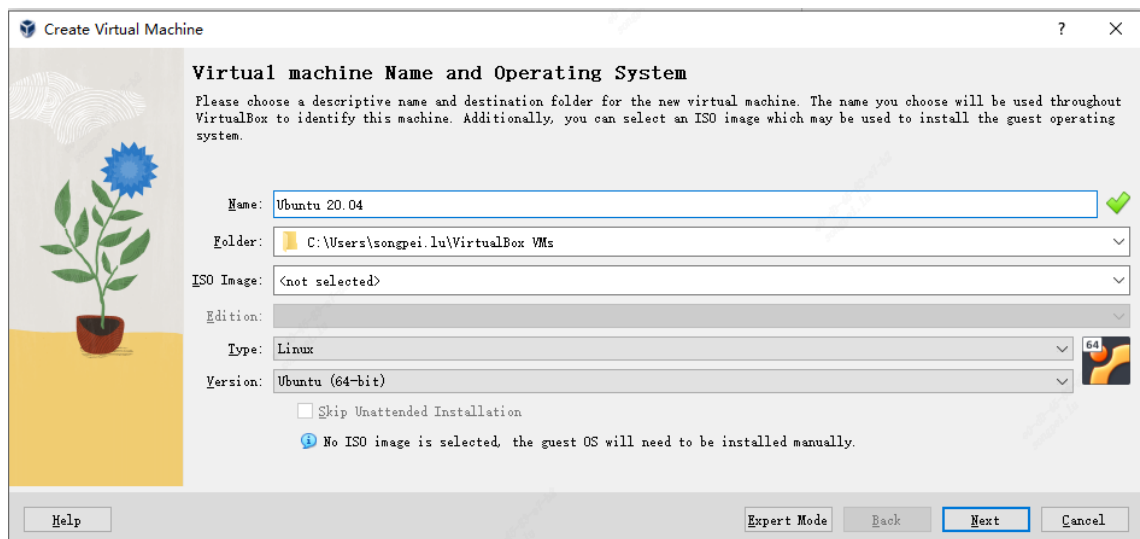 Create Virtual Machine
?
Virtual machine Name and Operating System
Please choose a descriptive name and destination folder for the new virtual machine. The name you choose will be used throughout
VirtualBox to identify this machine. Additionally, you can select an ISO image which may be used to install the guest operating
system.
Name: Ubuntu 20.04
Folder: C:\Users\songpei.lu\VirtualBox VMs
ISO Image: <not selected>
Edition:
Type: Linux
64
Version: Ubuntu (64-bit)
Skip Unattended Installation
No ISO image is selected, the guest OS will need to be installed manually.
Help Expert Mode Back Next Cancel